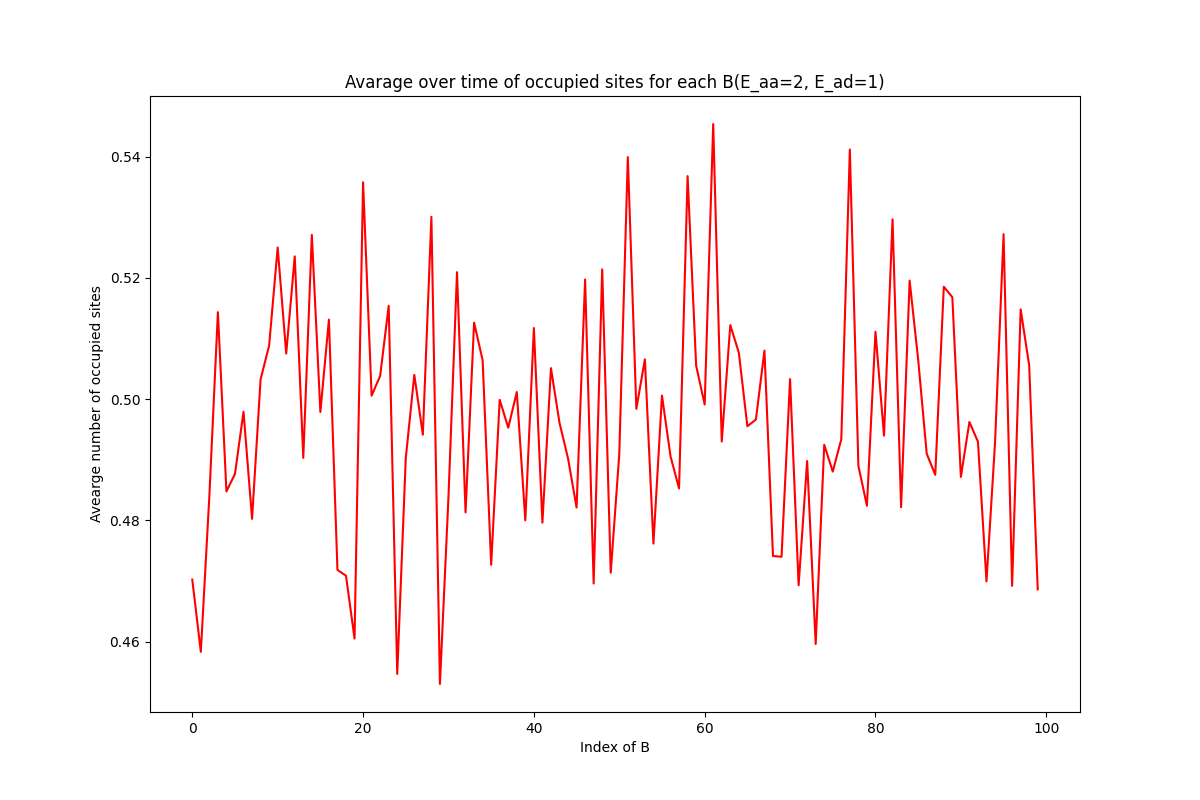 Avarage over time of occupied sites for each B(E_aa=2, E_ad=1)
Avearge number of occupied sites
0.54
0.52
0.50
0.48
0.46
0 20 40 60 80 100
Index of B